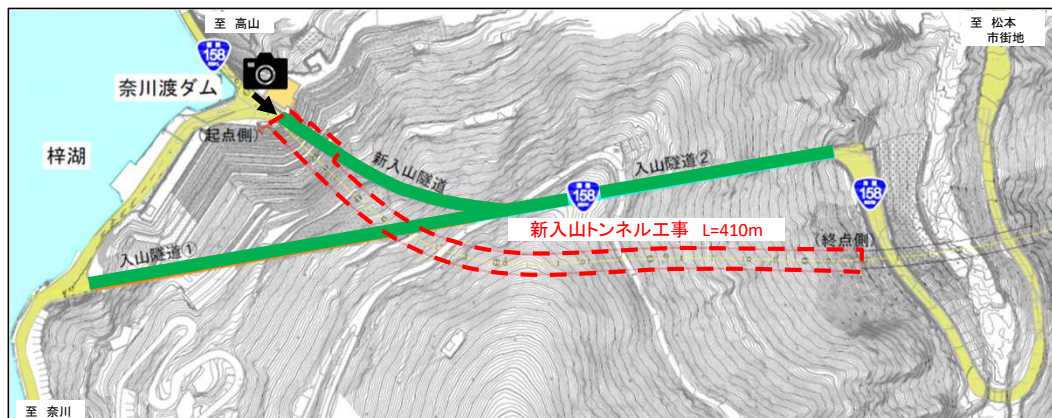 至 高山
至 松本
市街地
158
奈川渡ダム
(起点側)
梓湖
新入山隧道
入山隧道②
158
158
新入山トンネル工事 L=410m
(終点側)
入山隧道①
至 奈川